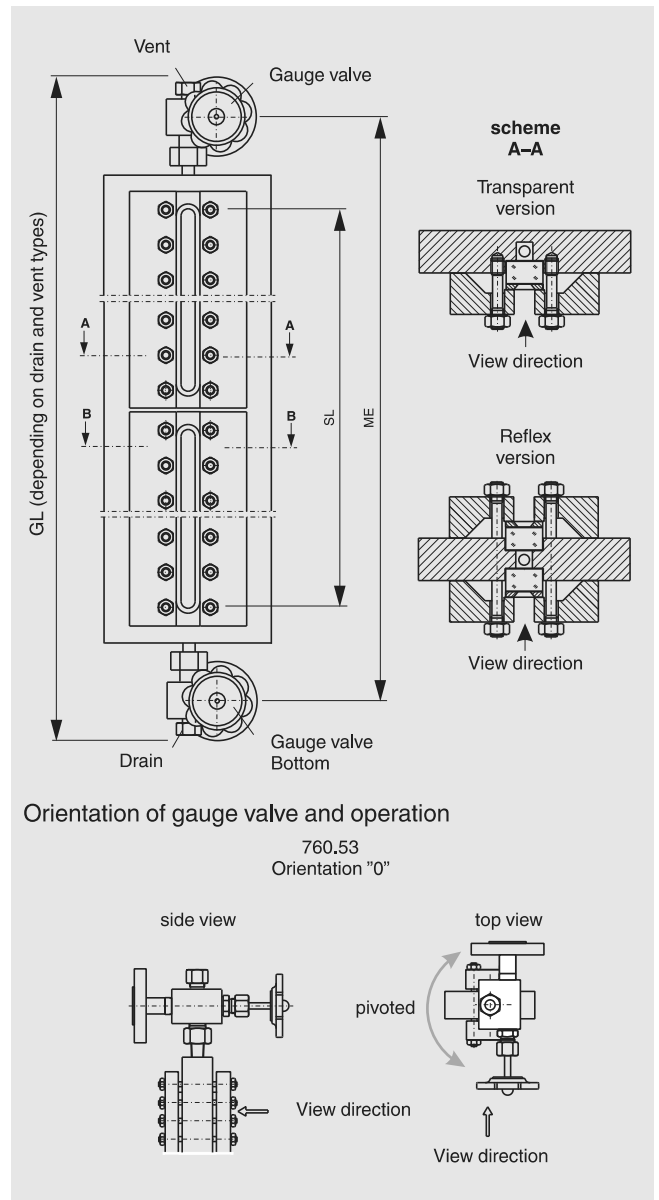 Vent
Gauge valve
scheme
A–A
Transparent
version
View direction
GL (depending on drain and vent types)
A
A
B
B
SL
ME
Reflex
version
View direction
Drain
Gauge valve
Bottom
Orientation of gauge valve and operation
760.53
Orientation ”0”
side view
top view
pivoted
View direction
View direction